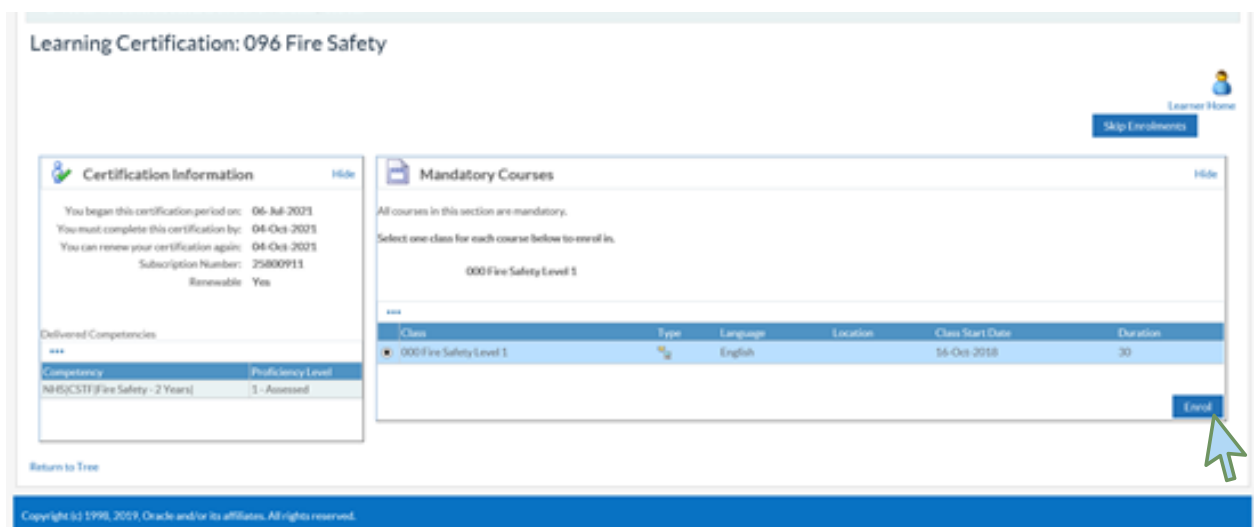 Learning Certification: 096 Fire Safety
Learner Home
Skip Enrolments
Certification Information
Hide
You began this certification period on: 06-Jul-2021
You must complete this certification by: 04-Oct-2021
You can renew your certification again: 04-Oct-2021
Subscription Number: 25800911
Renewable Yes
Delivered Competencies
Competency Proficiency Level
NHS|CSTF|Fire Safety - 2 Years| 1 - Assessed
Mandatory Courses
Hide
All courses in this section are mandatory.
Select one class for each course below to enrol in.
000 Fire Safety Level 1
Class Type Language Location Class Start Date Duration
000 Fire Safety Level 1 English 16-Oct-2018 30
Enrol
Return to Tree
Copyright (c) 1998, 2019, Oracle and/or its affiliates. All rights reserved.